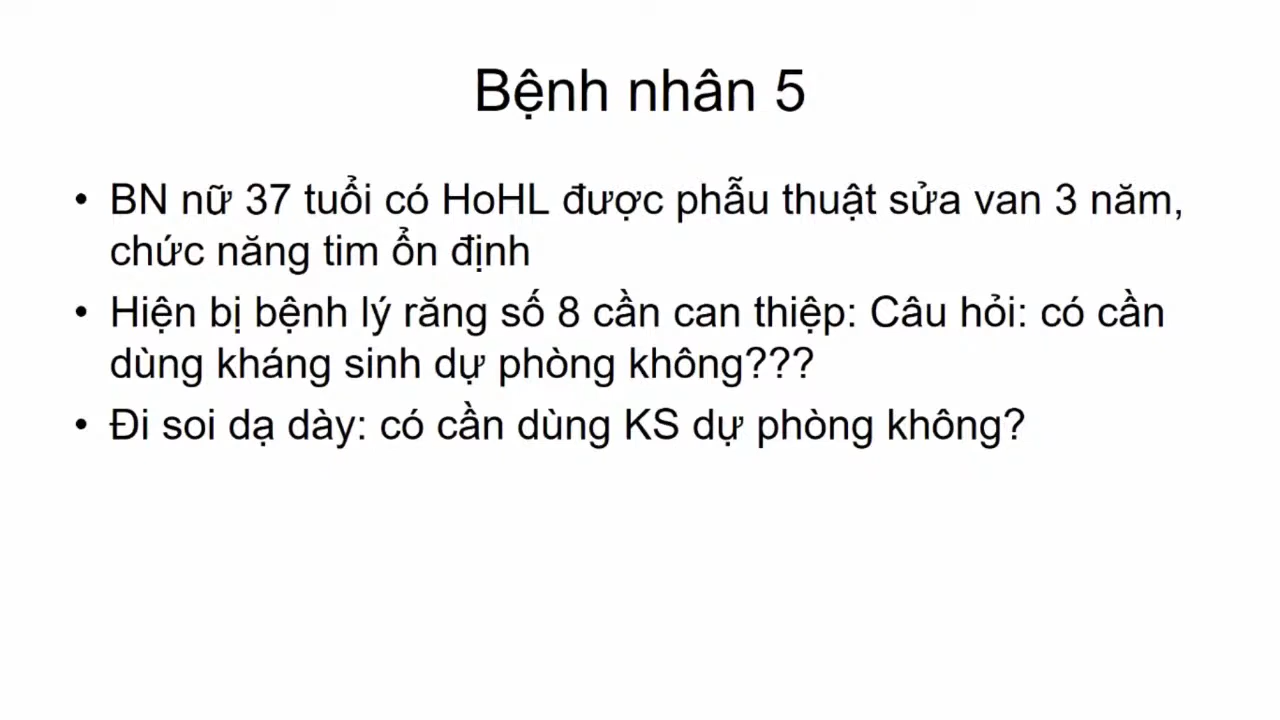 Bệnh nhân 5
• BN nữ 37 tuổi có HoHL được phẫu thuật sửa van 3 năm,
chức năng tim ổn định
• Hiện bị bệnh lý răng số 8 cần can thiệp: Câu hỏi: có cần
dùng kháng sinh dự phòng không???
• Đi soi dạ dày: có cần dùng KS dự phòng không?